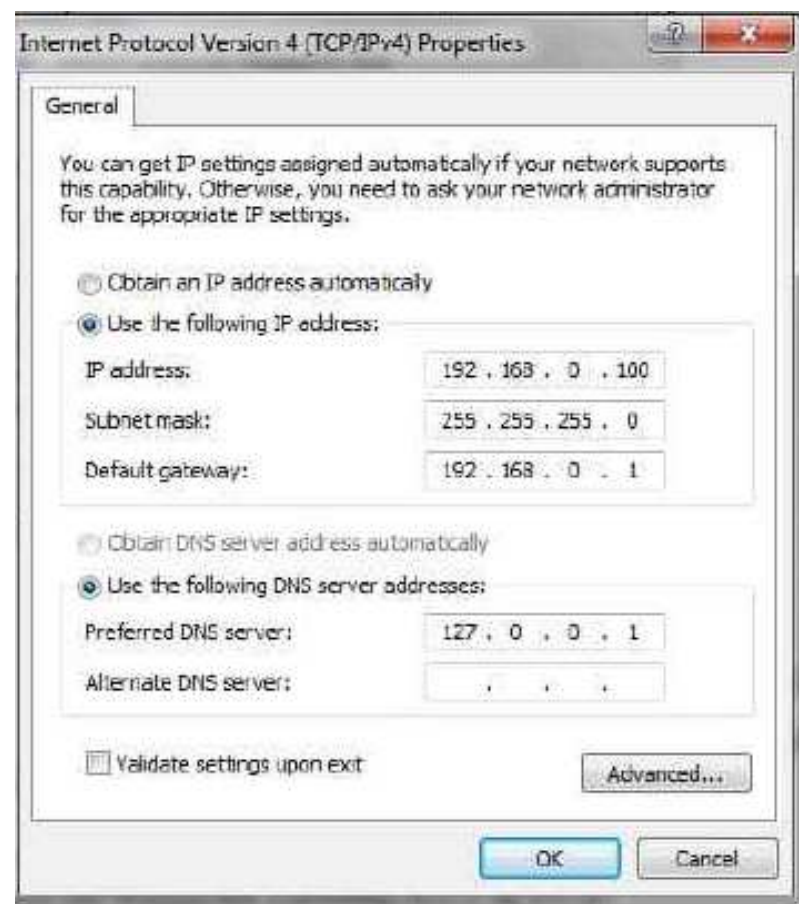 Internet Protocol Version 4 (TCP/IPv4) Properties
General
You can get IP settings assigned automatically if your network supports
this capability. Otherwise, you need to ask your network administrator
for the appropriate IP settings.
Obtain an IP address automatically
Use the following IP address:
IP address: 192 . 168 . 0 . 100
Subnet mask: 255 . 255 . 255 . 0
Default gateway: 192 . 168 . 0 . 1
Obtain DNS server address automatically
Use the following DNS server addresses:
Preferred DNS server: 127 . 0 . 0 . 1
Alternate DNS server: . . .
Validate settings upon exit
Advanced...
OK Cancel